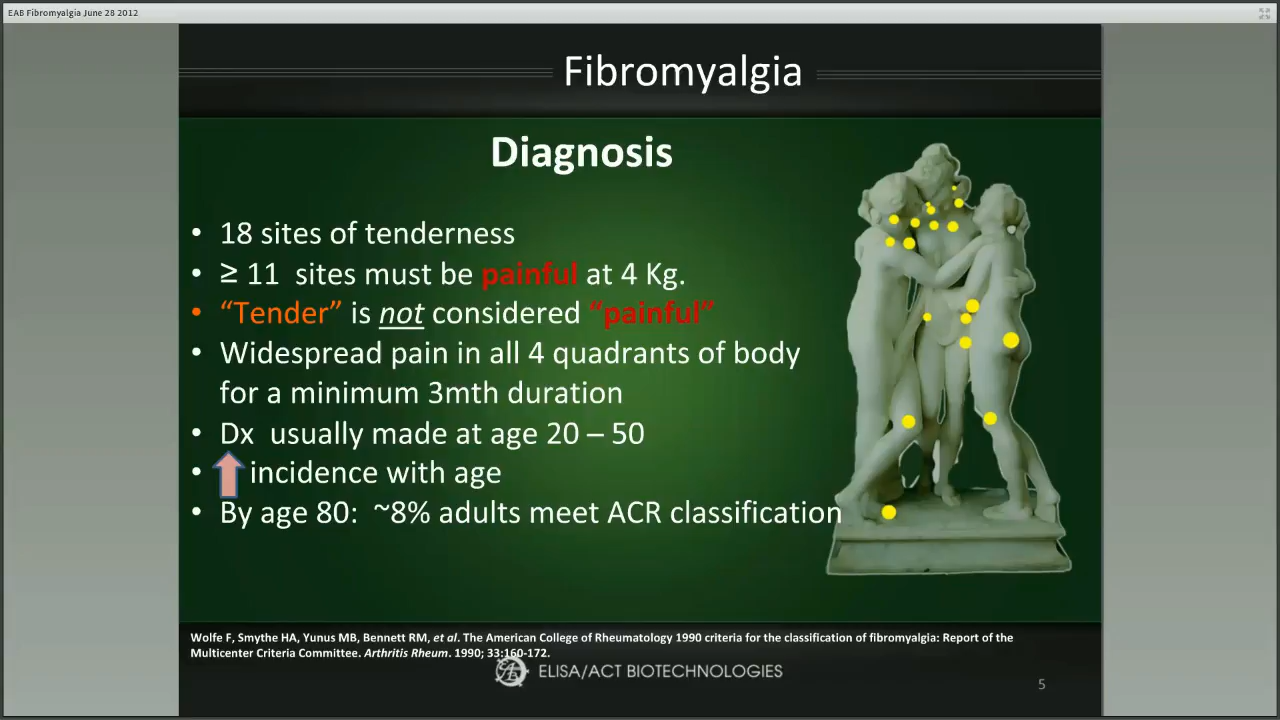 EAB Fibromyalgia June 28 2012
Fibromyalgia
Diagnosis
• 18 sites of tenderness
• ≥ 11 sites must be painful at 4 Kg.
• “Tender” is not considered “painful”
• Widespread pain in all 4 quadrants of body
for a minimum 3mth duration
• Dx usually made at age 20 – 50
• incidence with age
• By age 80: ~8% adults meet ACR classification
Wolfe F, Smythe HA, Yunus MB, Bennett RM, et al. The American College of Rheumatology 1990 criteria for the classification of fibromyalgia: Report of the
Multicenter Criteria Committee. Arthritis Rheum. 1990; 33:160-172.
ELISA/ACT BIOTECHNOLOGIES
5